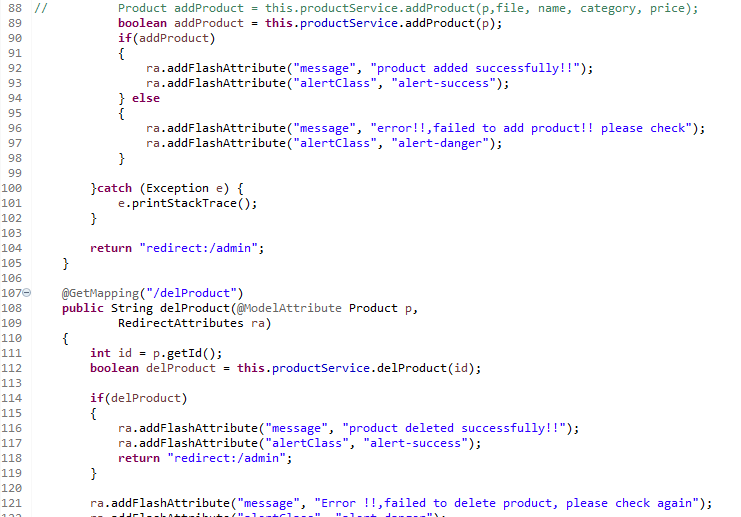 88 // Product addProduct = this.productService.addProduct(p,file, name, category, price);
89 boolean addProduct = this.productService.addProduct(p);
90 if(addProduct)
91 {
92 ra.addFlashAttribute("message", "product added successfully!!");
93 ra.addFlashAttribute("alertClass", "alert-success");
94 } else
95 {
96 ra.addFlashAttribute("message", "error!!,failed to add product!! please check");
97 ra.addFlashAttribute("alertClass", "alert-danger");
98 }
99
100 }catch (Exception e) {
101 e.printStackTrace();
102 }
103
104 return "redirect:/admin";
105 }
106
107 @GetMapping("/delProduct")
108 public String delProduct(@ModelAttribute Product p,
109 RedirectAttributes ra)
110 {
111 int id = p.getId();
112 boolean delProduct = this.productService.delProduct(id);
113
114 if(delProduct)
115 {
116 ra.addFlashAttribute("message", "product deleted successfully!!");
117 ra.addFlashAttribute("alertClass", "alert-success");
118 return "redirect:/admin";
119 }
120
121 ra.addFlashAttribute("message", "Error !!,failed to delete product, please check again");